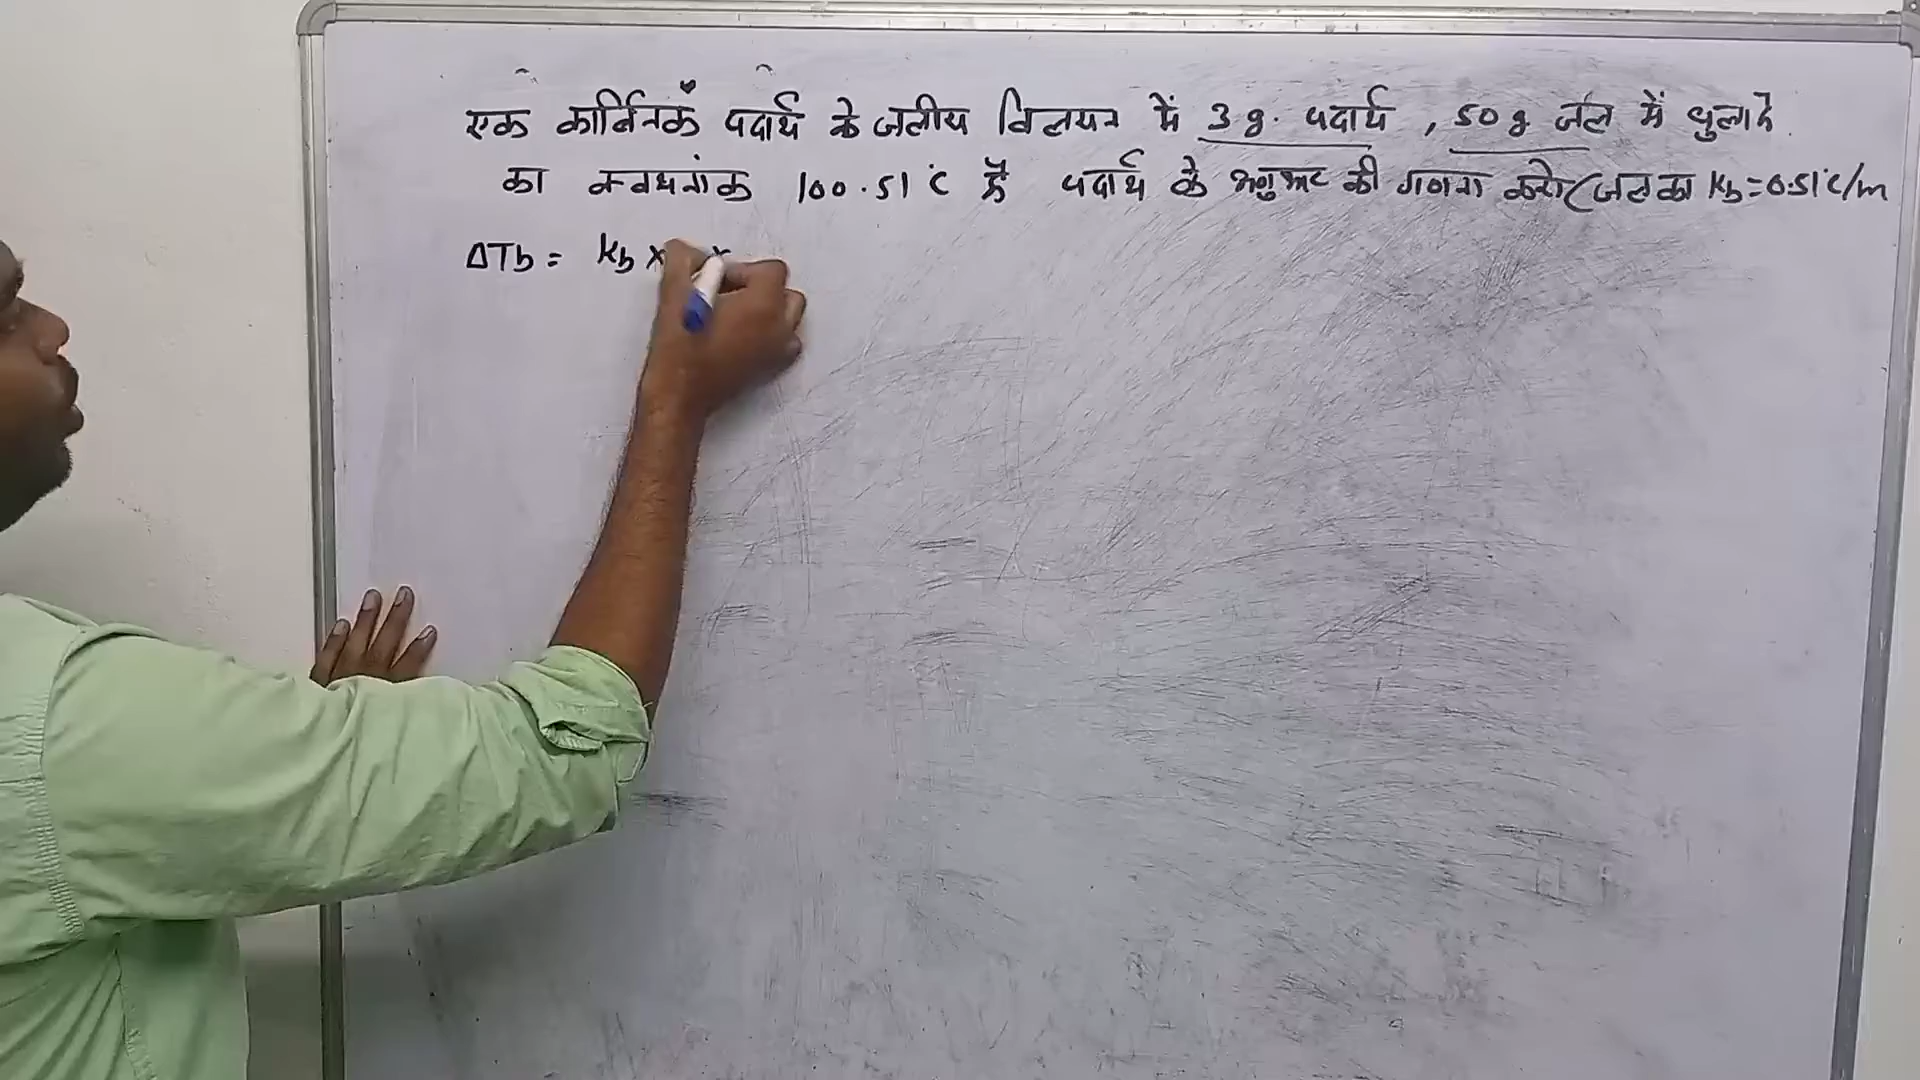 एक कार्बनिक पदार्थ के जलीय विलयन में 3 g. पदार्थ , 50 g जल में घुला है
का क्वथनांक 100.51°C है पदार्थ के अणुभार की गणना करो (जल का Kb = 0.51°C/m
ΔTb = Kb ×